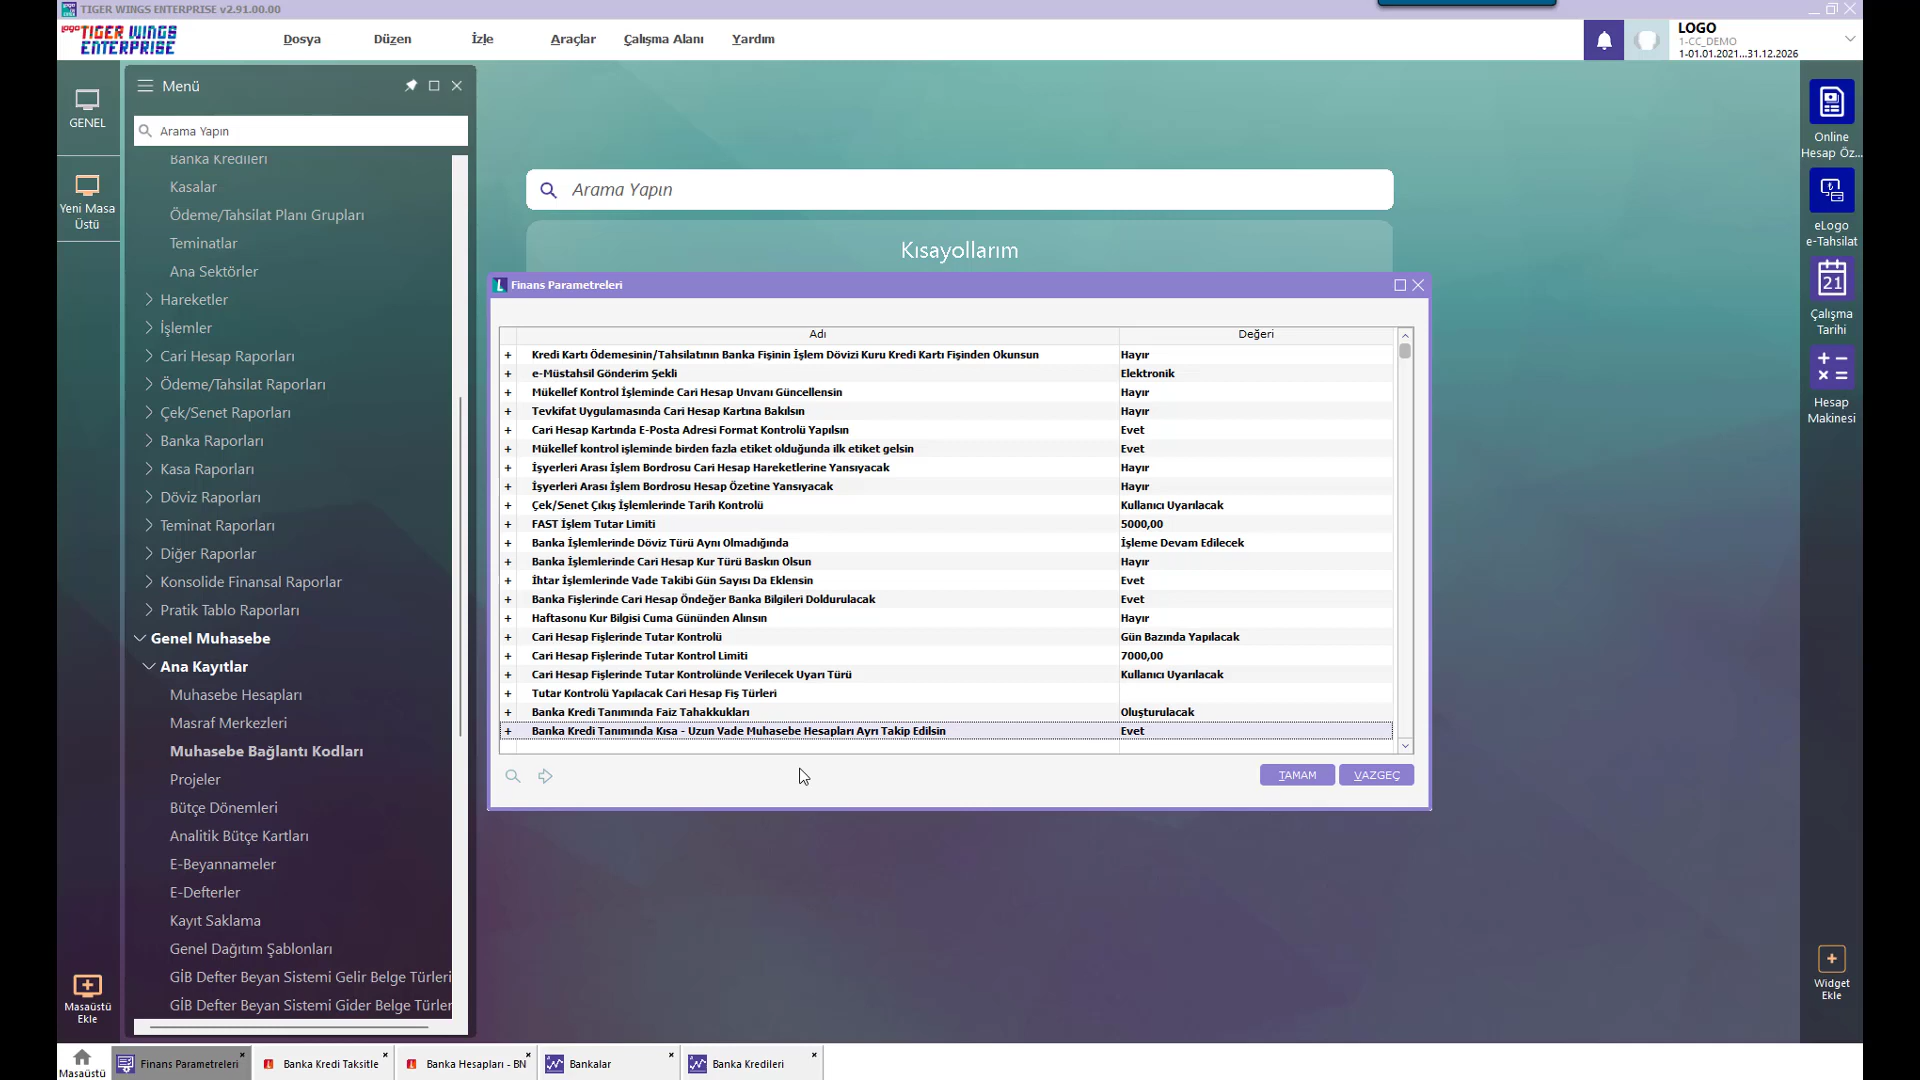 TIGER WINGS ENTERPRISE v2.91.00.00
LOGO TIGER WINGS
ENTERPRISE
Dosya
Düzen
İzle
Araçlar
Çalışma Alanı
Yardım
LOGO
1-CC_DEMO
1-01.01.2021...31.12.2026
GENEL
Yeni Masa
Üstü
Masaüstü
Ekle
Menü
Arama Yapın
Banka Kredileri
Kasalar
Ödeme/Tahsilat Planı Grupları
Teminatlar
Ana Sektörler
Hareketler
İşlemler
Cari Hesap Raporları
Ödeme/Tahsilat Raporları
Çek/Senet Raporları
Banka Raporları
Kasa Raporları
Döviz Raporları
Teminat Raporları
Diğer Raporlar
Konsolide Finansal Raporlar
Pratik Tablo Raporları
Genel Muhasebe
Ana Kayıtlar
Muhasebe Hesapları
Masraf Merkezleri
Muhasebe Bağlantı Kodları
Projeler
Bütçe Dönemleri
Analitik Bütçe Kartları
E-Beyannameler
E-Defterler
Kayıt Saklama
Genel Dağıtım Şablonları
GİB Defter Beyan Sistemi Gelir Belge Türleri
GİB Defter Beyan Sistemi Gider Belge Türler
Arama Yapın
Kısayollarım
Finans Parametreleri
Adı Değeri
+ Kredi Kartı Ödemesinin/Tahsilatının Banka Fişinin İşlem Dövizi Kuru Kredi Kartı Fişinden Okunsun Hayır
+ e-Müstahsil Gönderim Şekli Elektronik
+ Mükellef Kontrol İşleminde Cari Hesap Unvanı Güncellensin Hayır
+ Tevkifat Uygulamasında Cari Hesap Kartına Bakılsın Hayır
+ Cari Hesap Kartında E-Posta Adresi Format Kontrolü Yapılsın Evet
+ Mükellef kontrol işleminde birden fazla etiket olduğunda ilk etiket gelsin Evet
+ İşyerleri Arası İşlem Bordrosu Cari Hesap Hareketlerine Yansıyacak Hayır
+ İşyerleri Arası İşlem Bordrosu Hesap Özetine Yansıyacak Hayır
+ Çek/Senet Çıkış İşlemlerinde Tarih Kontrolü Kullanıcı Uyarılacak
+ FAST İşlem Tutar Limiti 5000,00
+ Banka İşlemlerinde Döviz Türü Aynı Olmadığında İşleme Devam Edilecek
+ Banka İşlemlerinde Cari Hesap Kur Türü Baskın Olsun Hayır
+ İhtar İşlemlerinde Vade Takibi Gün Sayısı Da Eklensin Evet
+ Banka Fişlerinde Cari Hesap Öndeğer Banka Bilgileri Doldurulacak Evet
+ Haftasonu Kur Bilgisi Cuma Gününden Alınsın Hayır
+ Cari Hesap Fişlerinde Tutar Kontrolü Gün Bazında Yapılacak
+ Cari Hesap Fişlerinde Tutar Kontrol Limiti 7000,00
+ Cari Hesap Fişlerinde Tutar Kontrolünde Verilecek Uyarı Türü Kullanıcı Uyarılacak
+ Tutar Kontrolü Yapılacak Cari Hesap Fiş Türleri
+ Banka Kredi Tanımında Faiz Tahakkukları Oluşturulacak
+ Banka Kredi Tanımında Kısa - Uzun Vade Muhasebe Hesapları Ayrı Takip Edilsin Evet
TAMAM
VAZGEÇ
Online
Hesap Öz...
eLogo
e-Tahsilat
21
Çalışma
Tarihi
Hesap
Makinesi
Widget
Ekle
Masaüstü
Finans Parametreleri
Banka Kredi Taksitle
Banka Hesapları - BN
Bankalar
Banka Kredileri